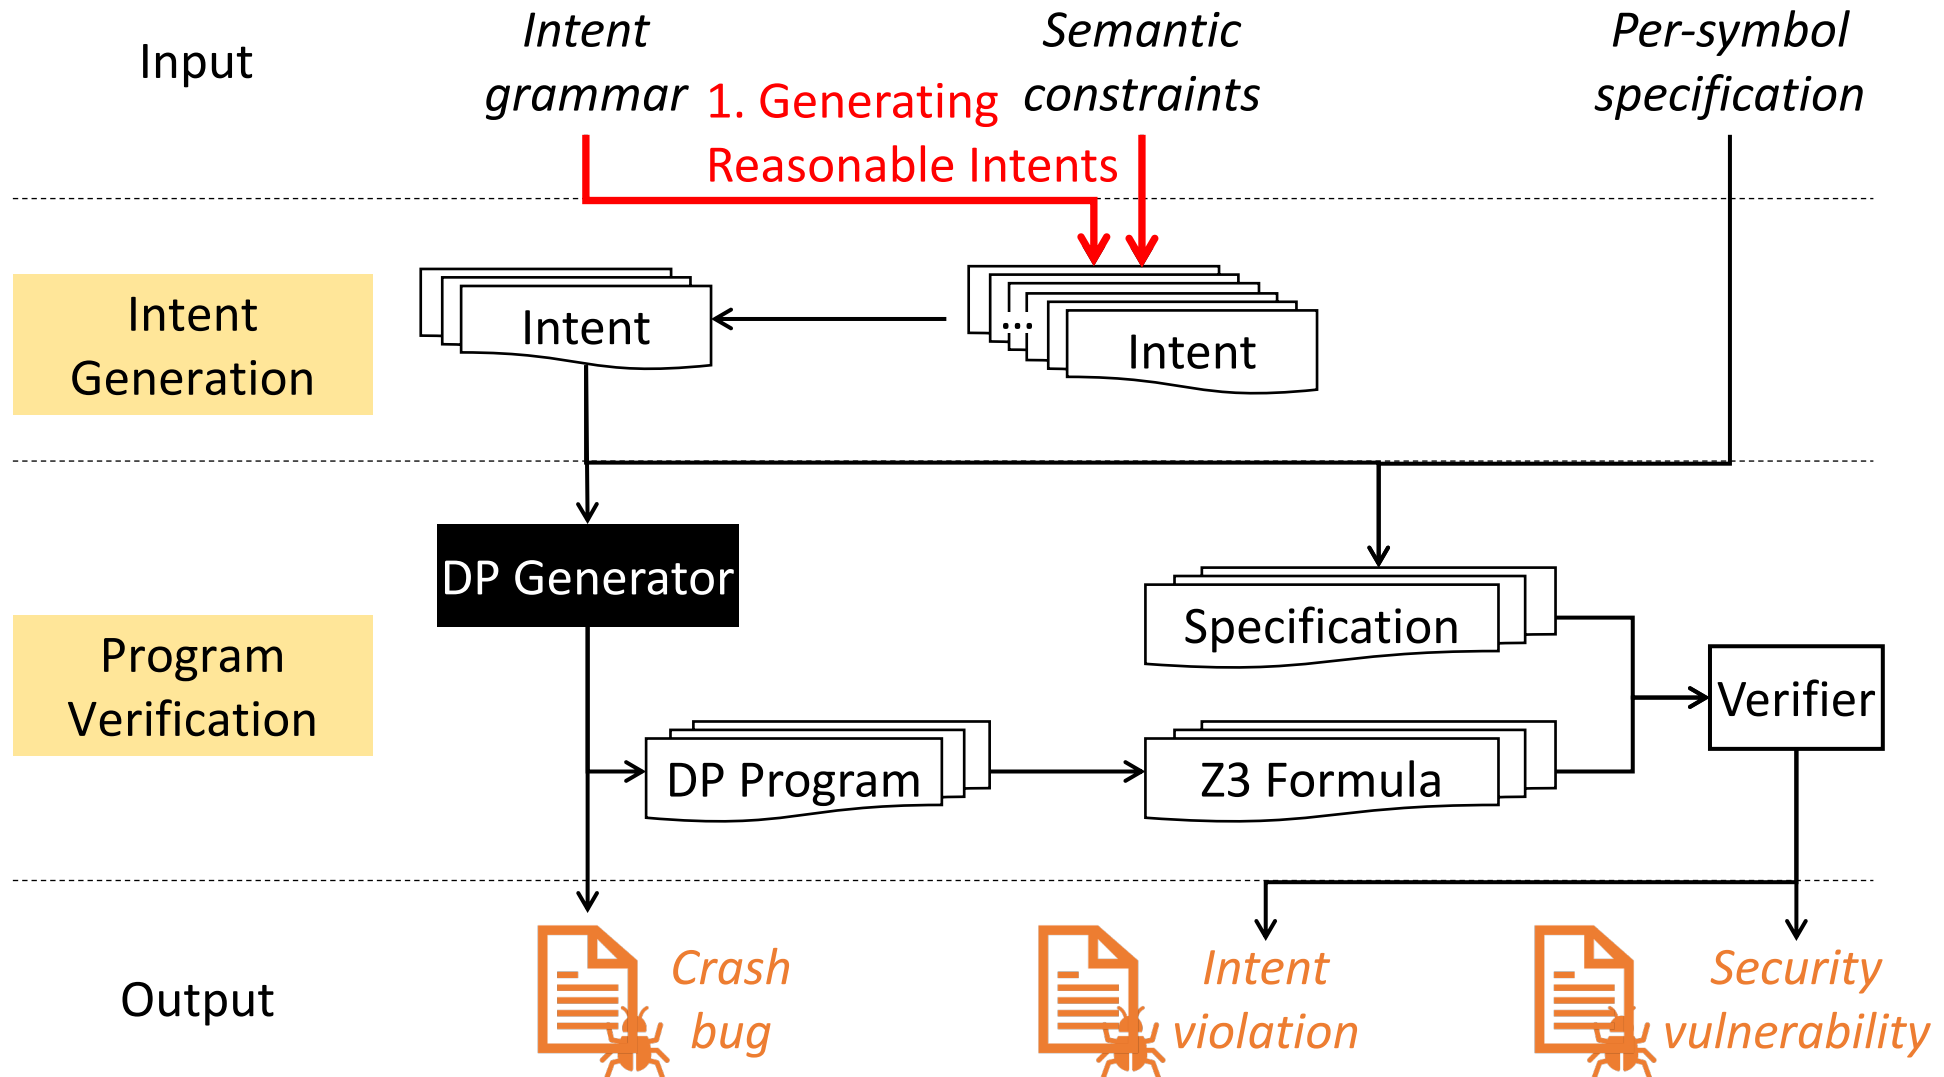 Input
Intent
grammar
Semantic
constraints
Per-symbol
specification
1. Generating
Reasonable Intents
Intent
Generation
Intent
...
Intent
DP Generator
Program
Verification
Specification
Verifier
DP Program
Z3 Formula
Output
Crash
bug
Intent
violation
Security
vulnerability